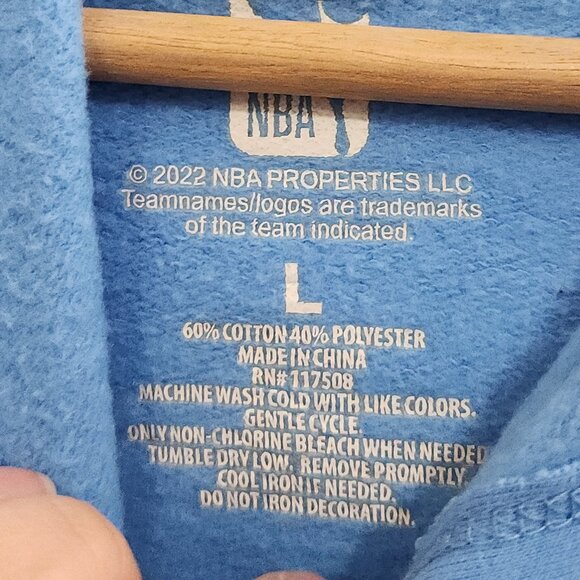 NBA
© 2022 NBA PROPERTIES LLC
Teamnames/logos are trademarks
of the team indicated.
L
60% COTTON 40% POLYESTER
MADE IN CHINA
RN#117508
MACHINE WASH COLD WITH LIKE COLORS.
GENTLE CYCLE.
ONLY NON-CHLORINE BLEACH WHEN NEEDED
TUMBLE DRY LOW. REMOVE PROMPTLY.
COOL IRON IF NEEDED.
DO NOT IRON DECORATION.